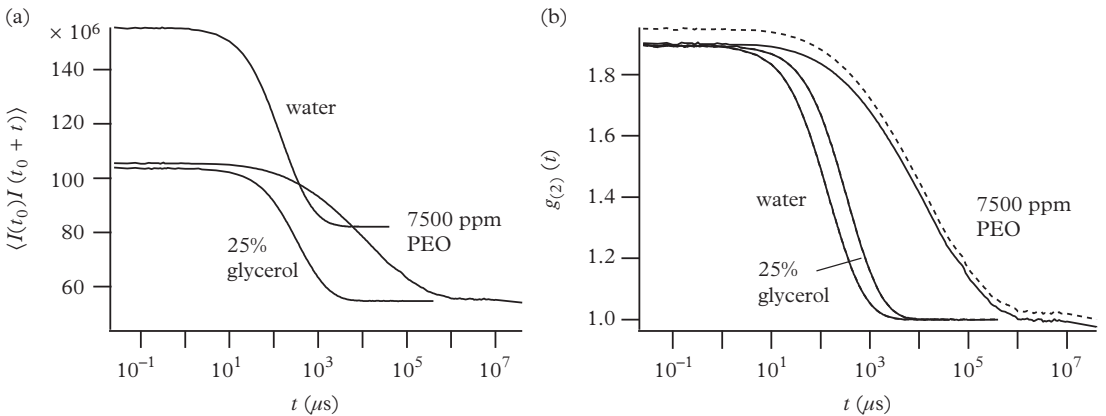 (a)
× 10⁶
140
120
100
80
60
⟨I(t₀)I (t₀ + t)⟩
water
7500 ppm
PEO
25%
glycerol
10⁻¹
10¹
10³
10⁵
10⁷
t (μs)
(b)
1.8
1.6
1.4
1.2
1.0
g₍₂₎ (t)
water
7500 ppm
PEO
25%
glycerol
10⁻¹
10¹
10³
10⁵
10⁷
t (μs)